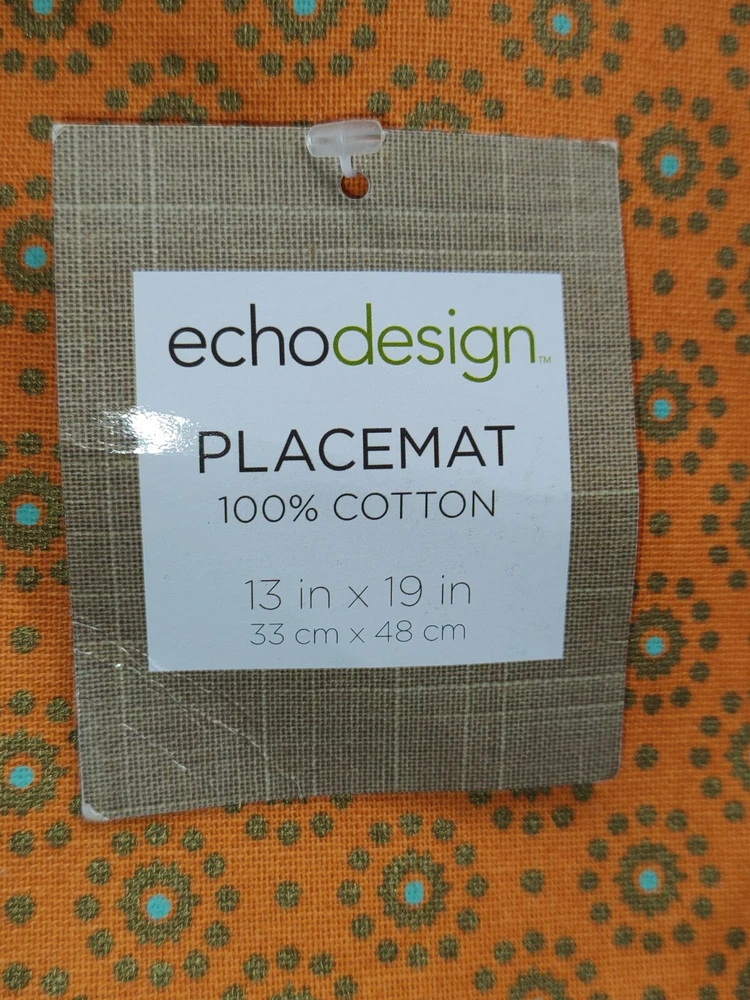 echodesign™
PLACEMAT
100% COTTON
13 in x 19 in
33 cm x 48 cm